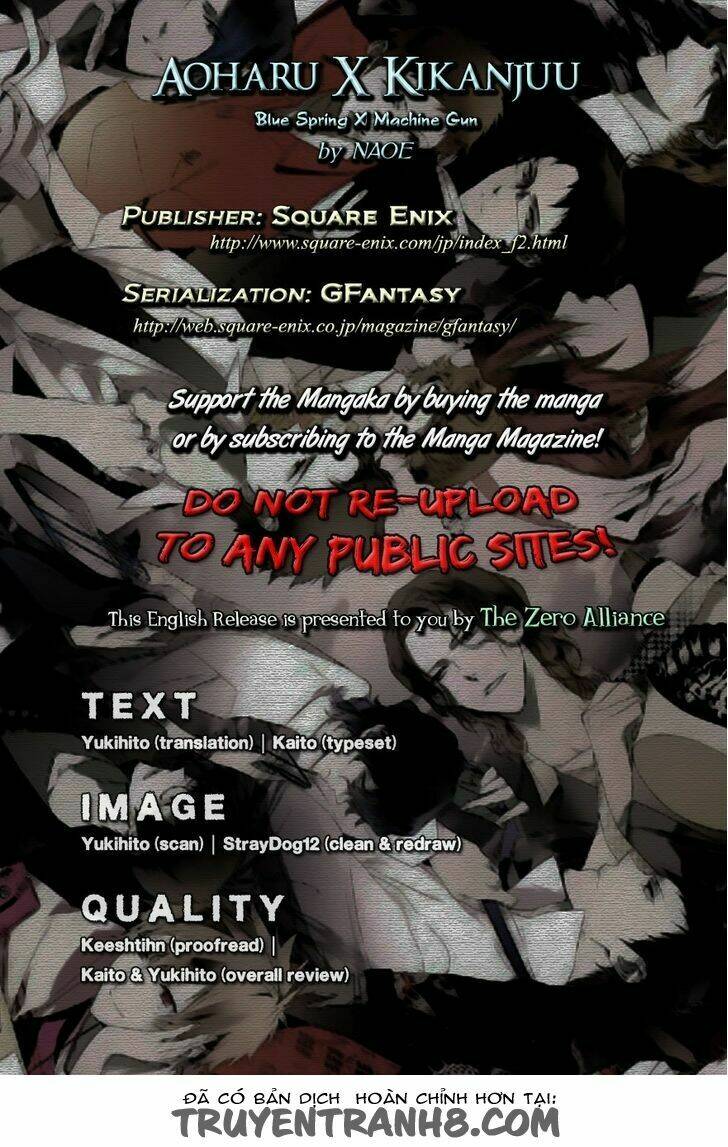 AOHARU X KIKANJUU
Blue Spring X Machine Gun
by NAOE
PUBLISHER: SQUARE ENIX
http://www.square-enix.com/jp/index_f2.html
SERIALIZATION: GFANTASY
http://web.square-enix.co.jp/magazine/gfantasy/
Support the Mangaka by buying the manga
or by subscribing to the Manga Magazine!
DO NOT RE-UPLOAD
TO ANY PUBLIC SITES!
This English Release is presented to you by The Zero Alliance
TEXT
Yukihito (translation) | Kaito (typeset)
IMAGE
Yukihito (scan) | StrayDog12 (clean & redraw)
QUALITY
Keeshtihn (proofread) |
Kaito & Yukihito (overall review)
ĐÃ CÓ BẢN DỊCH HOÀN CHỈNH HƠN TẠI:
TRUYENTRANH8.COM